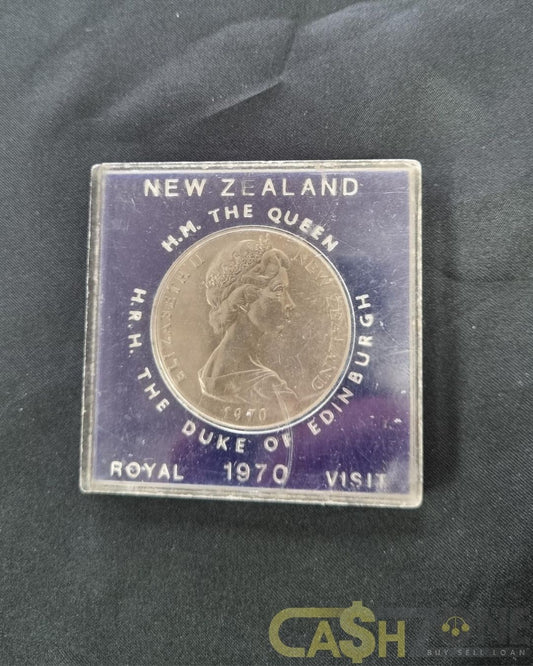 NEW ZEALAND
H.M. THE QUEEN
H.R.H. THE DUKE OF EDINBURGH
ELIZABETH II NEW ZEALAND
1970
ROYAL 1970 VISIT
CA$H
BUY SELL LOAN